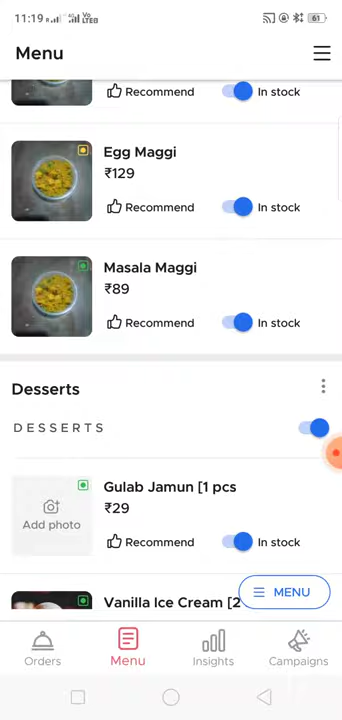 11:19
61
Menu
Recommend In stock
Egg Maggi
₹129
Recommend In stock
Masala Maggi
₹89
Recommend In stock
Desserts
DESSERTS
Gulab Jamun [1 pcs
₹29
Add photo
Recommend In stock
MENU
Vanilla Ice Cream [2
Orders Menu Insights Campaigns